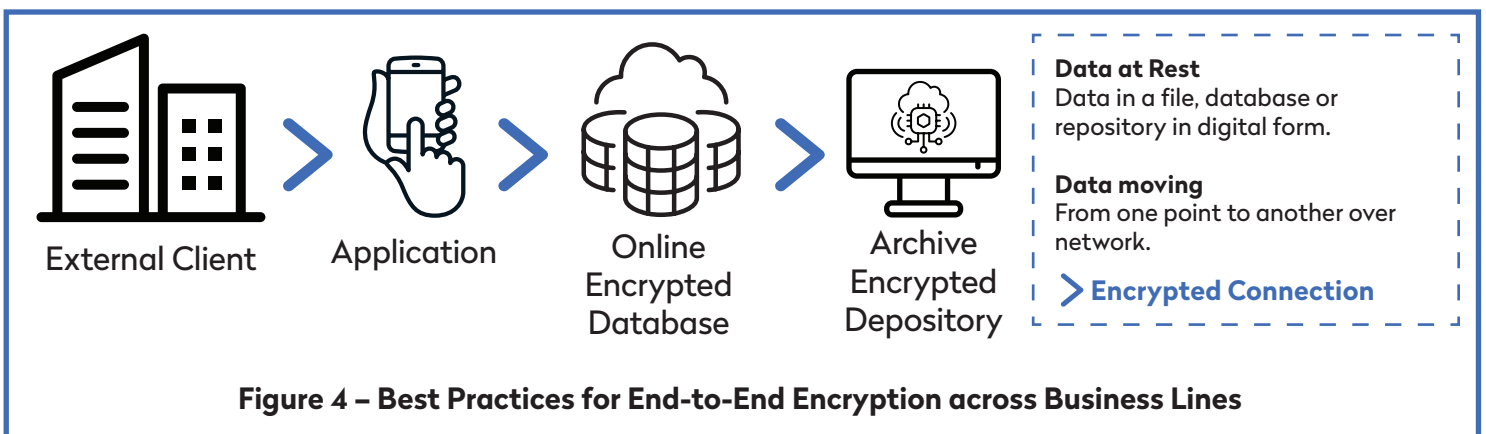 External Client
Application
Online
Encrypted
Database
Archive
Encrypted
Depository
Data at Rest
Data in a file, database or
repository in digital form.
Data moving
From one point to another over
network.
Encrypted Connection
Figure 4 – Best Practices for End-to-End Encryption across Business Lines